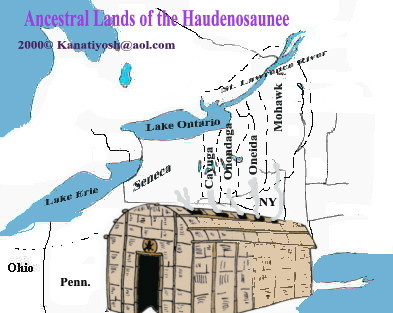 Ancestral Lands of the Haudenosaunee
2000© Kanatiyosh@aol.com
St. Lawrence River
Mohawk
Lake Ontario
Oneida
Onondaga
Cayuga
Seneca
Lake Erie
NY
Ohio
Penn.